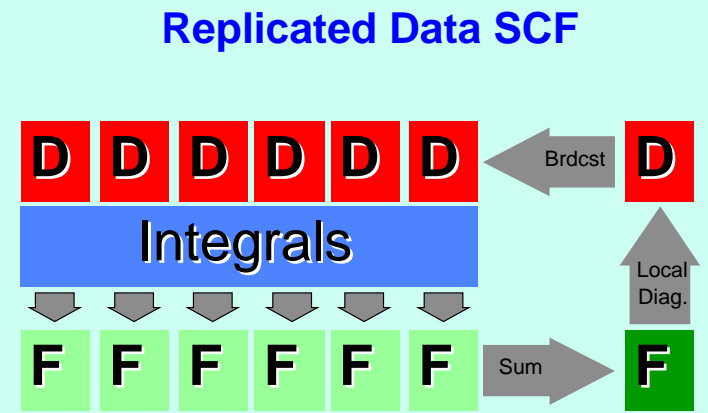 Replicated Data SCF
D D D D D D Brdcst D
Integrals
Local
Diag.
F F F F F F Sum F